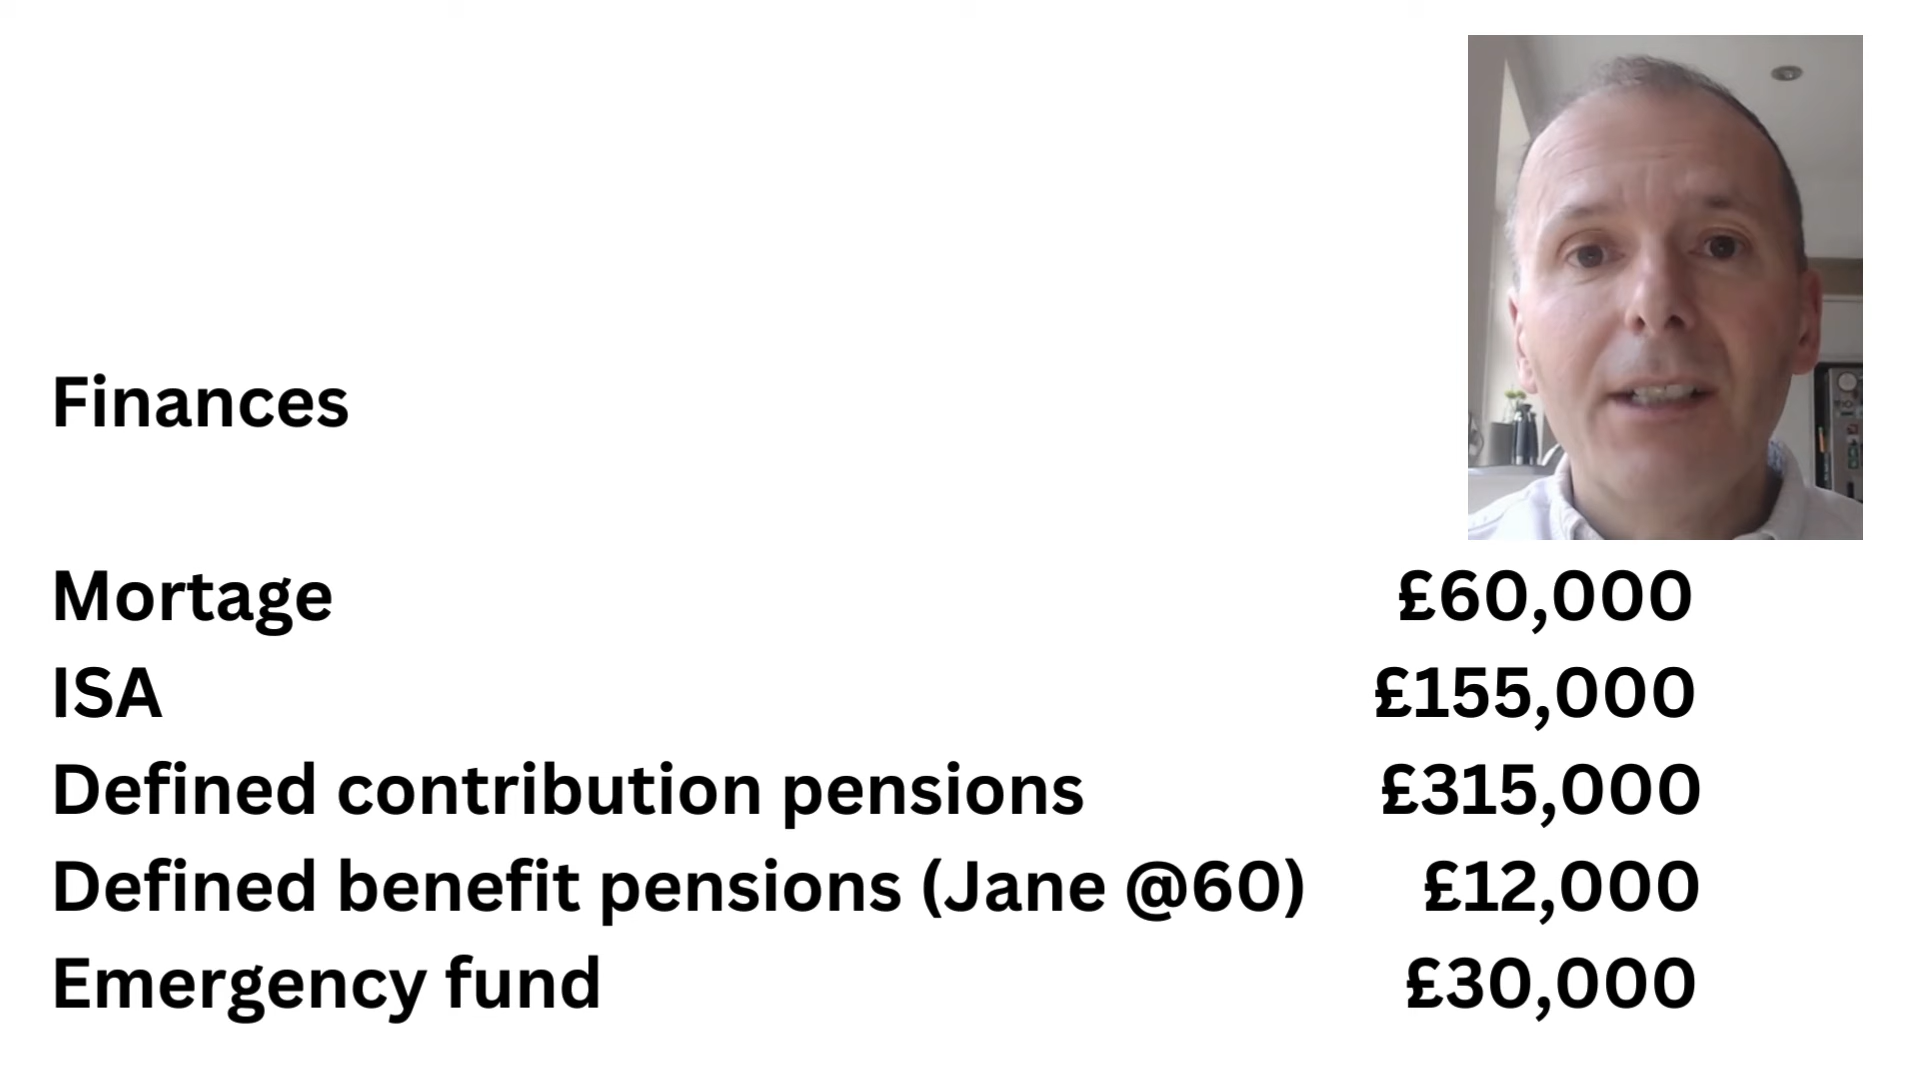 Finances
Mortage £60,000
ISA £155,000
Defined contribution pensions £315,000
Defined benefit pensions (Jane @60) £12,000
Emergency fund £30,000